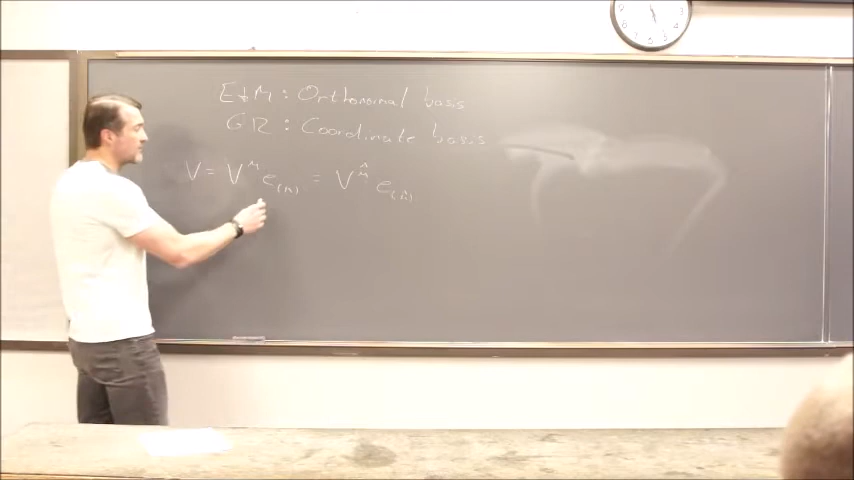 E+M : Orthonormal basis
GR : Coordinate basis
V = V^μ e_(μ) = V^μ̂ e_(μ̂)